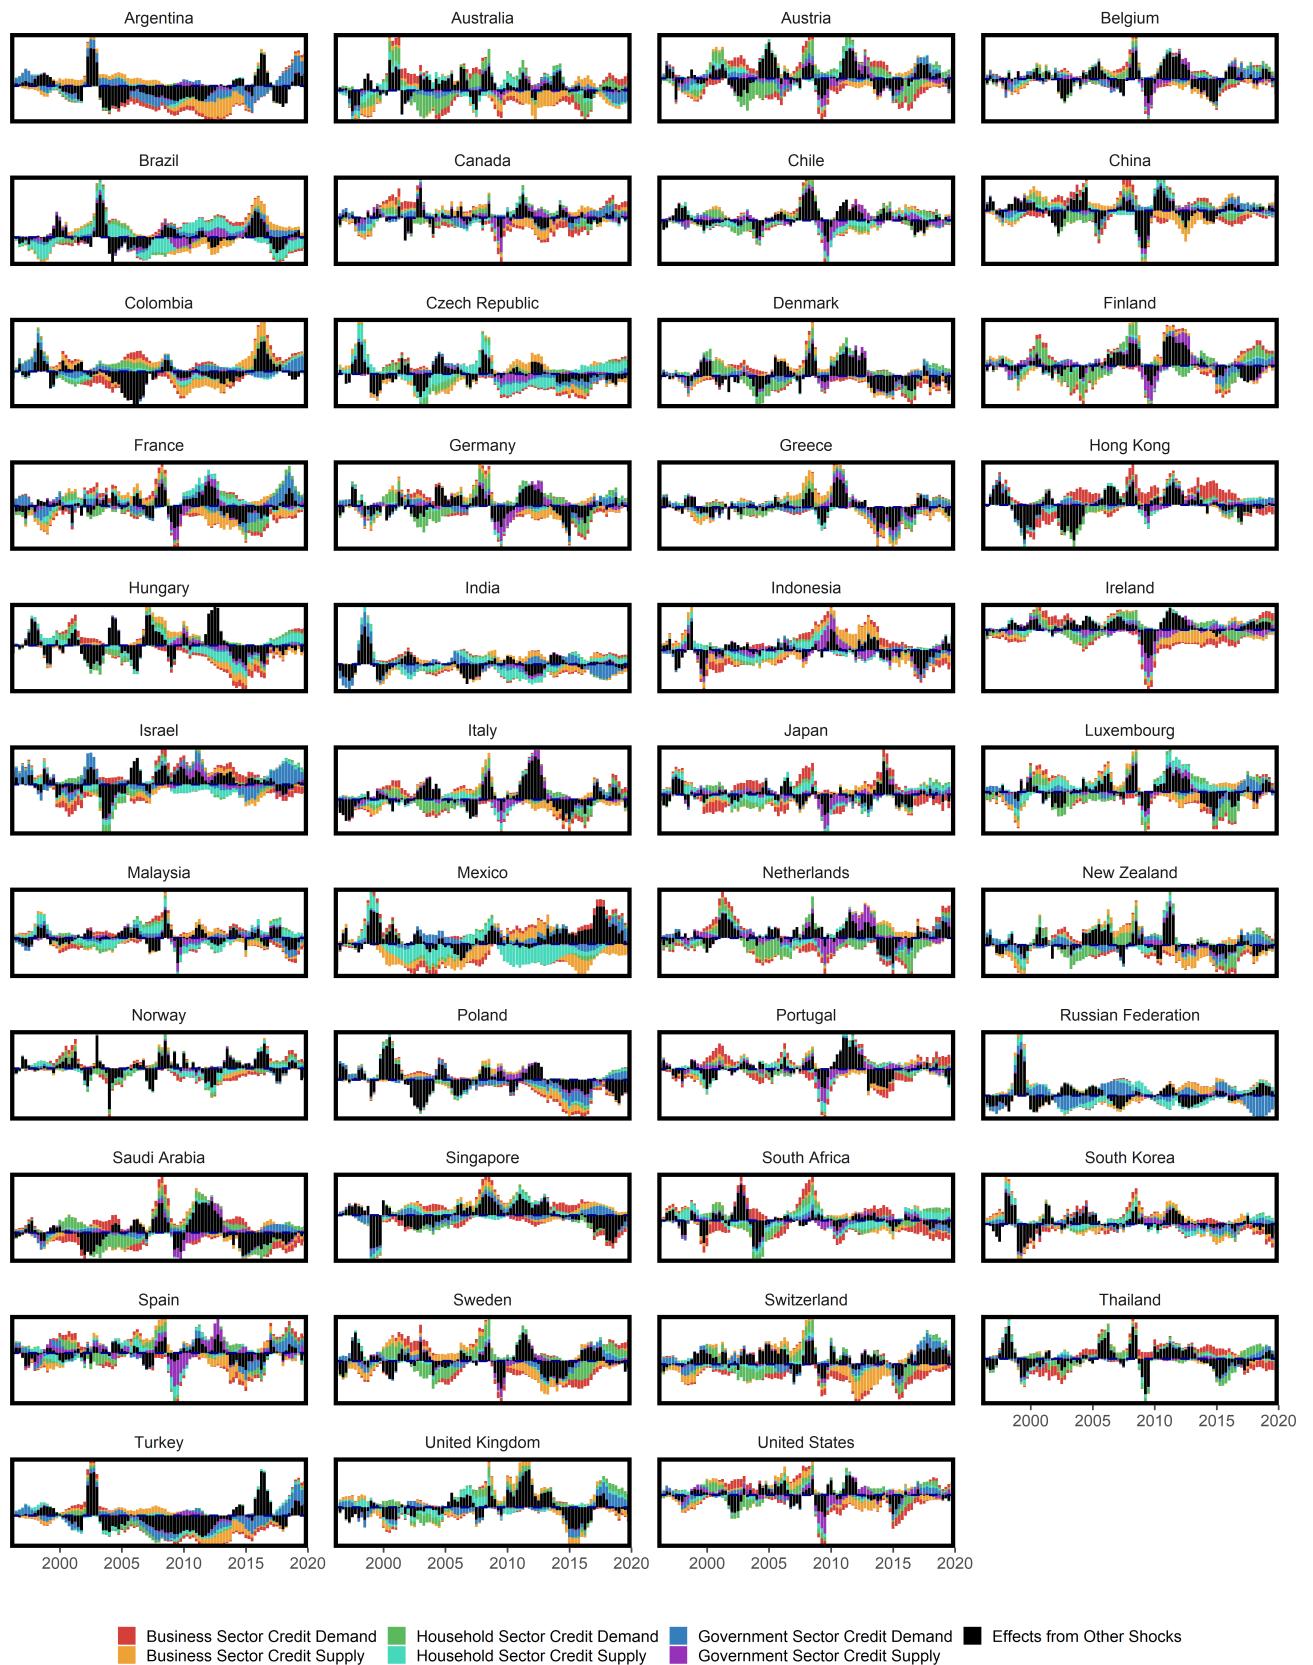 Argentina Australia Austria Belgium
Brazil Canada Chile China
Colombia Czech Republic Denmark Finland
France Germany Greece Hong Kong
Hungary India Indonesia Ireland
Israel Italy Japan Luxembourg
Malaysia Mexico Netherlands New Zealand
Norway Poland Portugal Russian Federation
Saudi Arabia Singapore South Africa South Korea
Spain Sweden Switzerland Thailand
2000 2005 2010 2015 2020
Turkey United Kingdom United States
2000 2005 2010 2015 2020 2000 2005 2010 2015 2020 2000 2005 2010 2015 2020
Business Sector Credit Demand Household Sector Credit Demand Government Sector Credit Demand Effects from Other Shocks
Business Sector Credit Supply Household Sector Credit Supply Government Sector Credit Supply